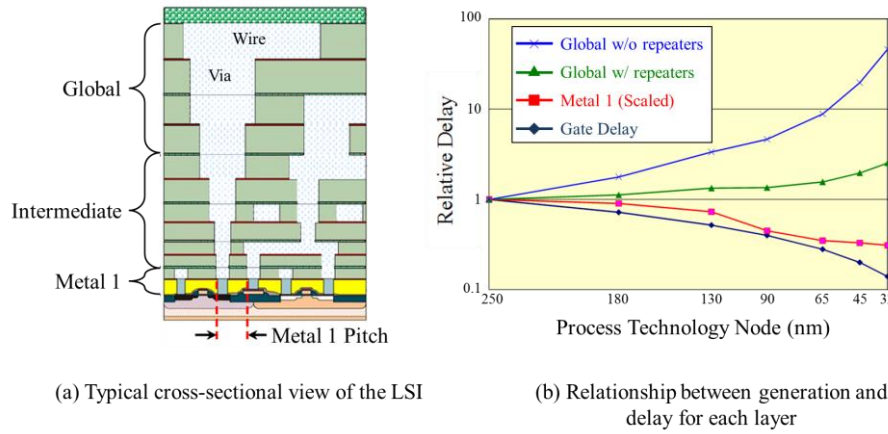 Wire
Via
Global
Intermediate
Metal 1
Metal 1 Pitch
(a) Typical cross-sectional view of the LSI
100
10
1
0.1
Relative Delay
Global w/o repeaters
Global w/ repeaters
Metal 1 (Scaled)
Gate Delay
250 180 130 90 65 45
Process Technology Node (nm)
(b) Relationship between generation and
delay for each layer